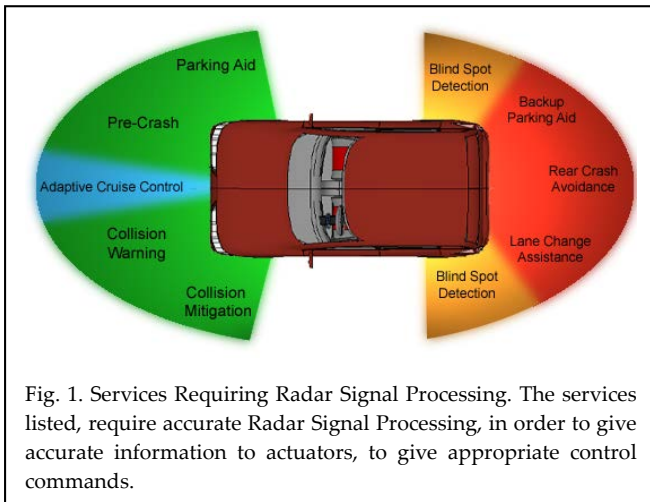 Parking Aid
Pre-Crash
Adaptive Cruise Control
Collision
Warning
Collision
Mitigation
Blind Spot
Detection
Backup
Parking Aid
Rear Crash
Avoidance
Lane Change
Assistance
Blind Spot
Detection
Fig. 1. Services Requiring Radar Signal Processing. The services
listed, require accurate Radar Signal Processing, in order to give
accurate information to actuators, to give appropriate control
commands.